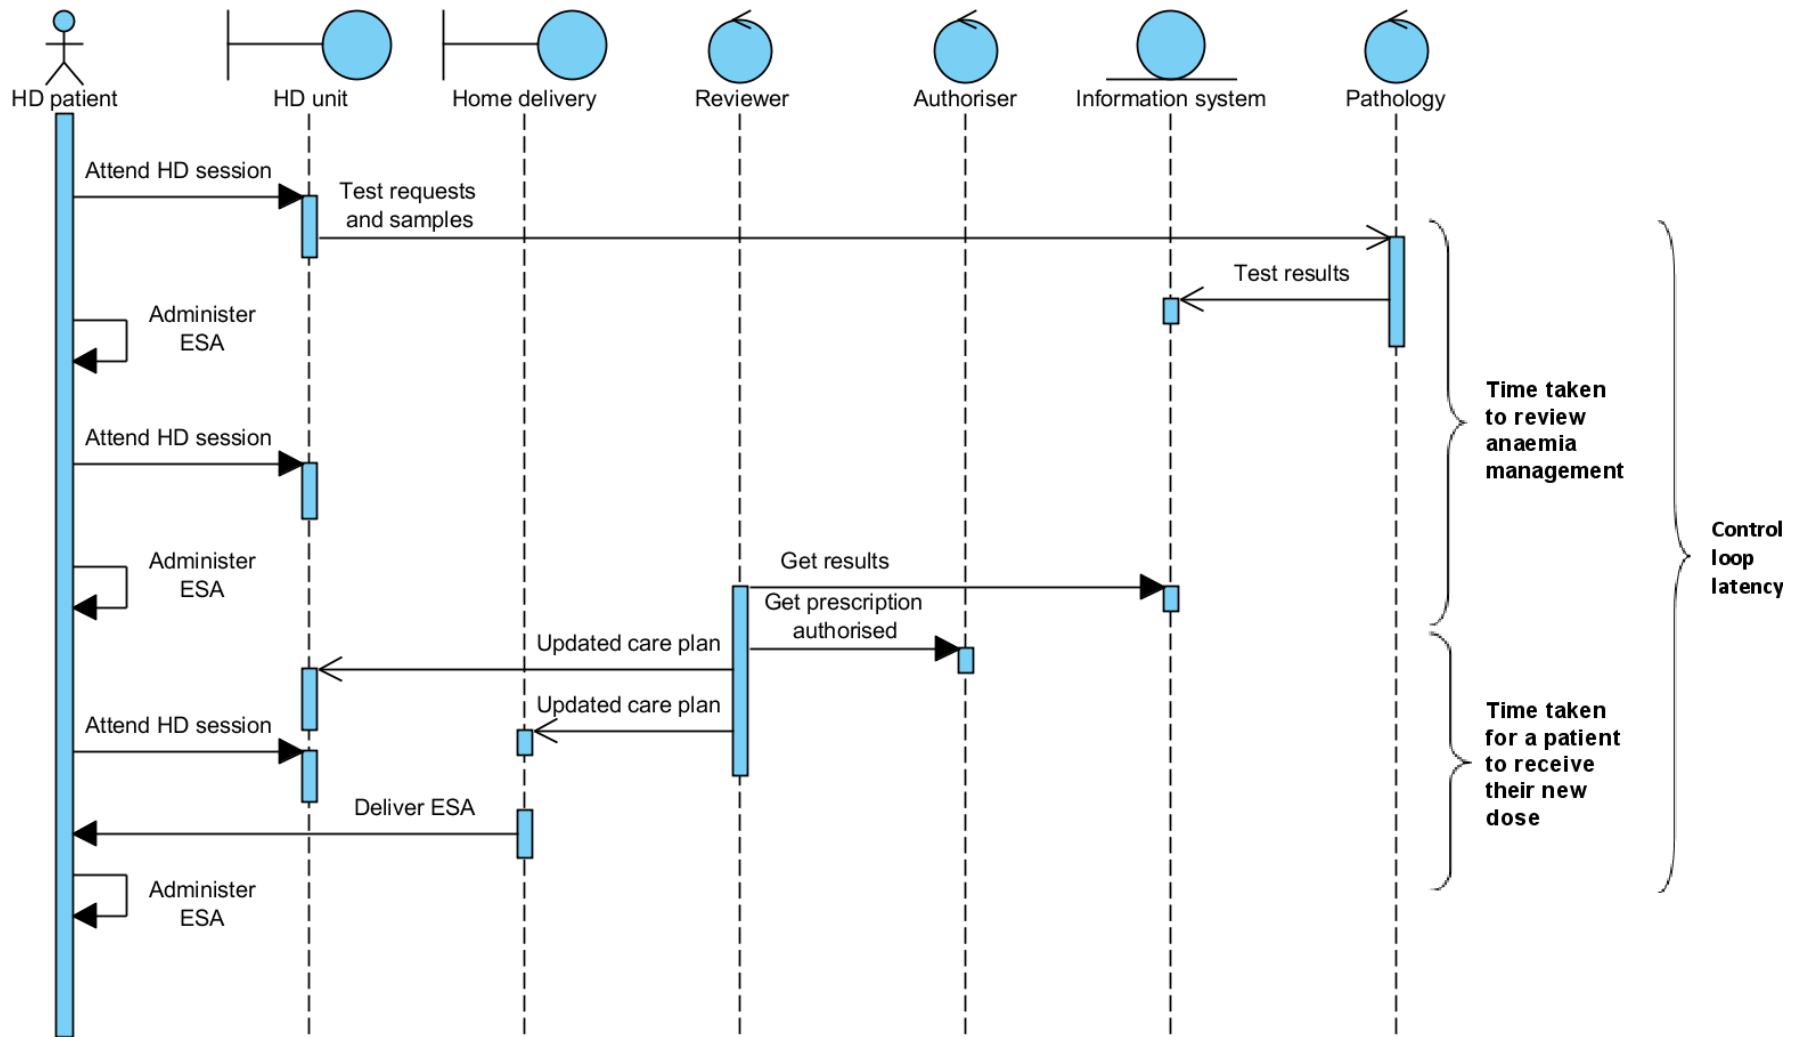 HD patient
HD unit
Home delivery
Reviewer
Authoriser
Information system
Pathology
Attend HD session
Test requests
and samples
Test results
Administer
ESA
Attend HD session
Administer
ESA
Get results
Get prescription
authorised
Updated care plan
Updated care plan
Attend HD session
Deliver ESA
Administer
ESA
Time taken
to review
anaemia
management
Control
loop
latency
Time taken
for a patient
to receive
their new
dose